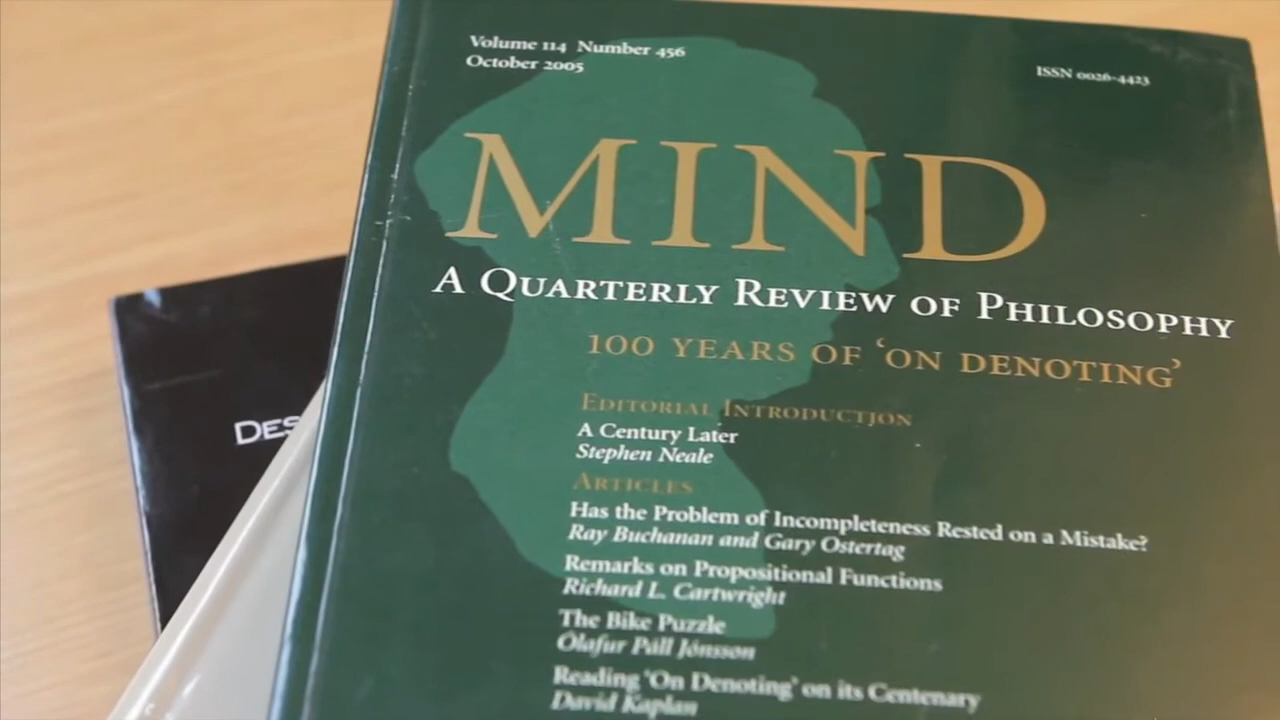 Volume 114 Number 456
October 2005
ISSN 0026-4423
MIND
A Quarterly Review of Philosophy
100 YEARS OF ‘ON DENOTING’
Editorial Introduction
A Century Later
Stephen Neale
Articles
Has the Problem of Incompleteness Rested on a Mistake?
Ray Buchanan and Gary Ostertag
Remarks on Propositional Functions
Richard L. Cartwright
The Bike Puzzle
Ólafur Páll Jónsson
Reading ‘On Denoting’ on its Centenary
David Kaplan
DES